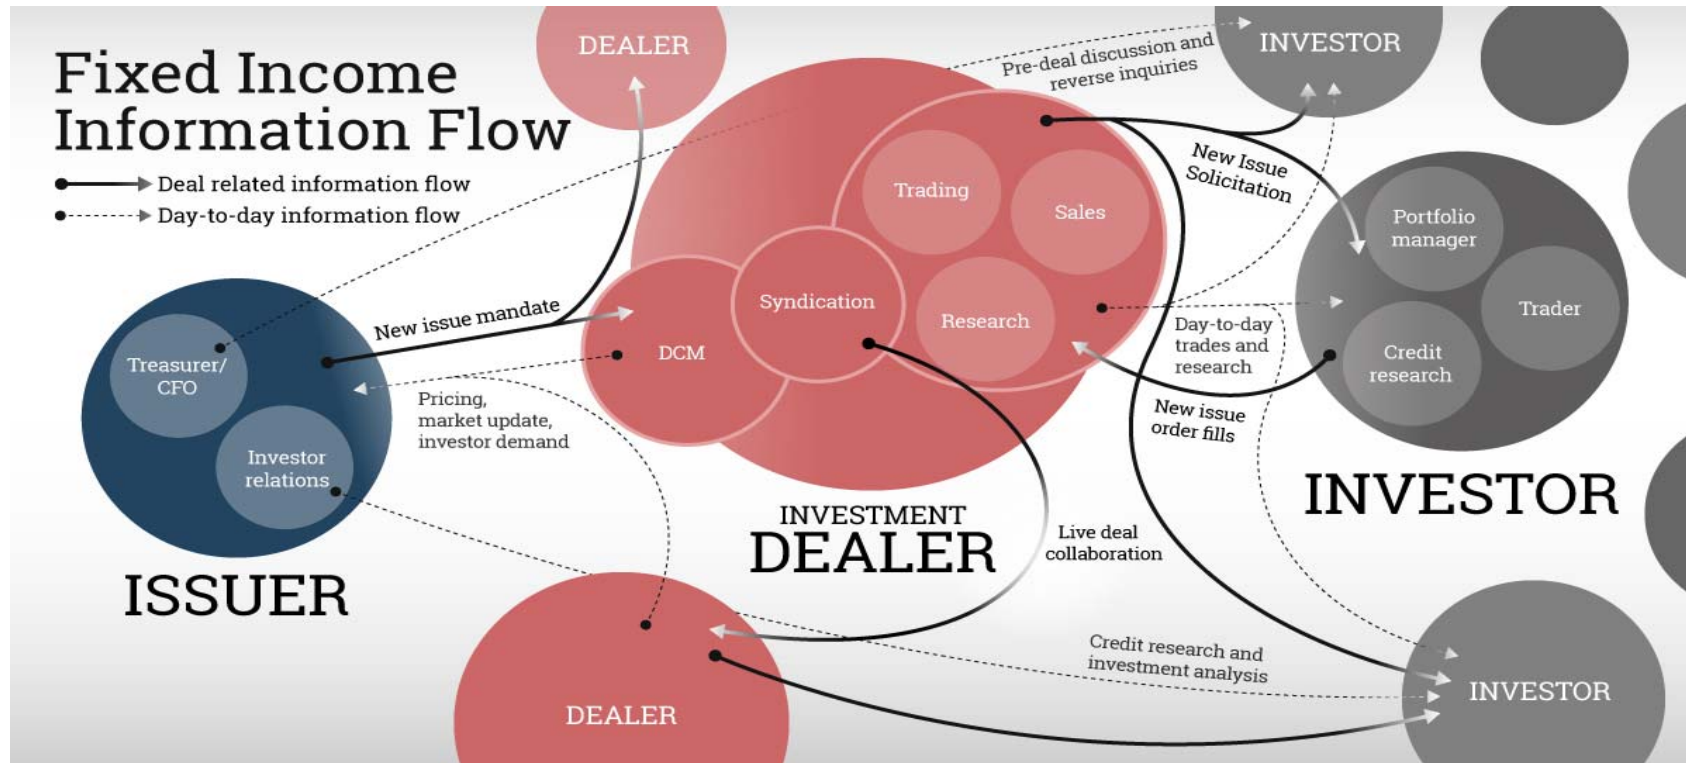 Fixed Income
Information Flow
Deal related information flow
Day-to-day information flow
DEALER
INVESTOR
Pre-deal discussion and
reverse inquiries
New Issue
Solicitation
Trading
Sales
Portfolio
manager
Trader
Syndication
Research
DCM
New issue mandate
Treasurer/
CFO
Investor
relations
Pricing,
market update,
investor demand
Day-to-day
trades and
research
Credit
research
New issue
order fills
INVESTOR
INVESTMENT
DEALER
Live deal
collaboration
ISSUER
Credit research and
investment analysis
DEALER
INVESTOR